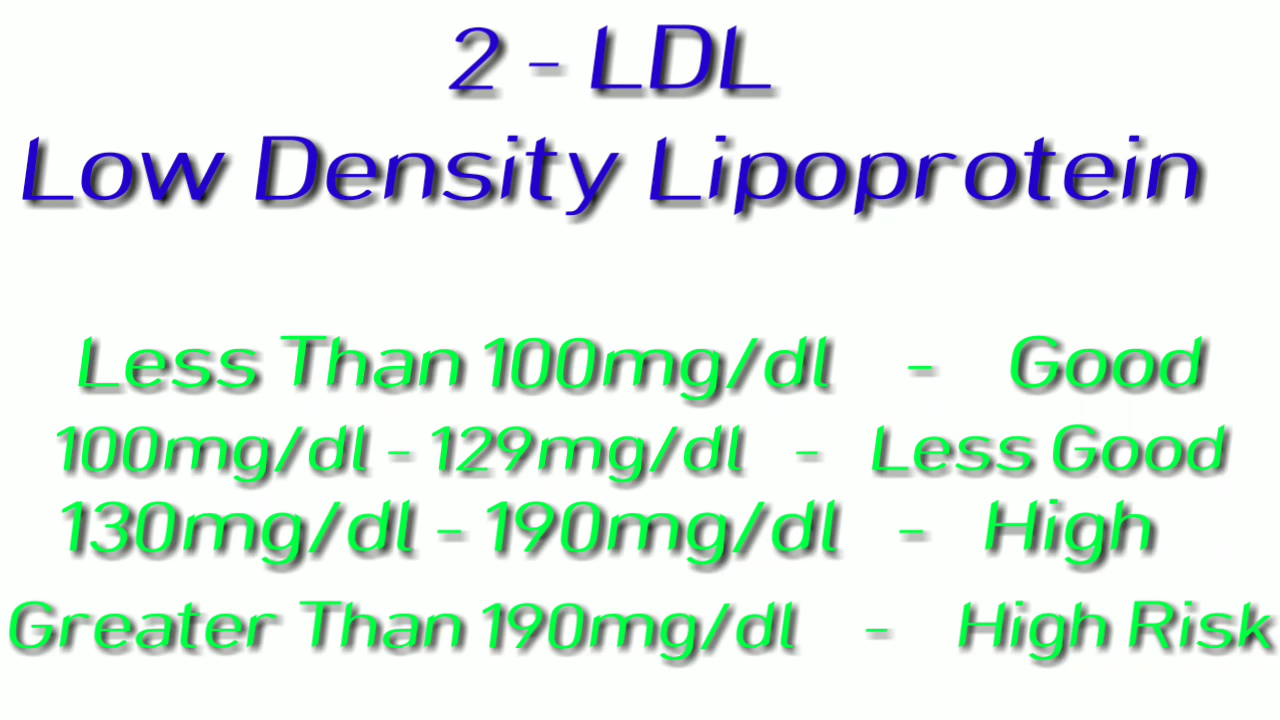 2 - LDL
Low Density Lipoprotein
Less Than 100mg/dl - Good
100mg/dl - 129mg/dl - Less Good
130mg/dl - 190mg/dl - High
Greater Than 190mg/dl - High Risk